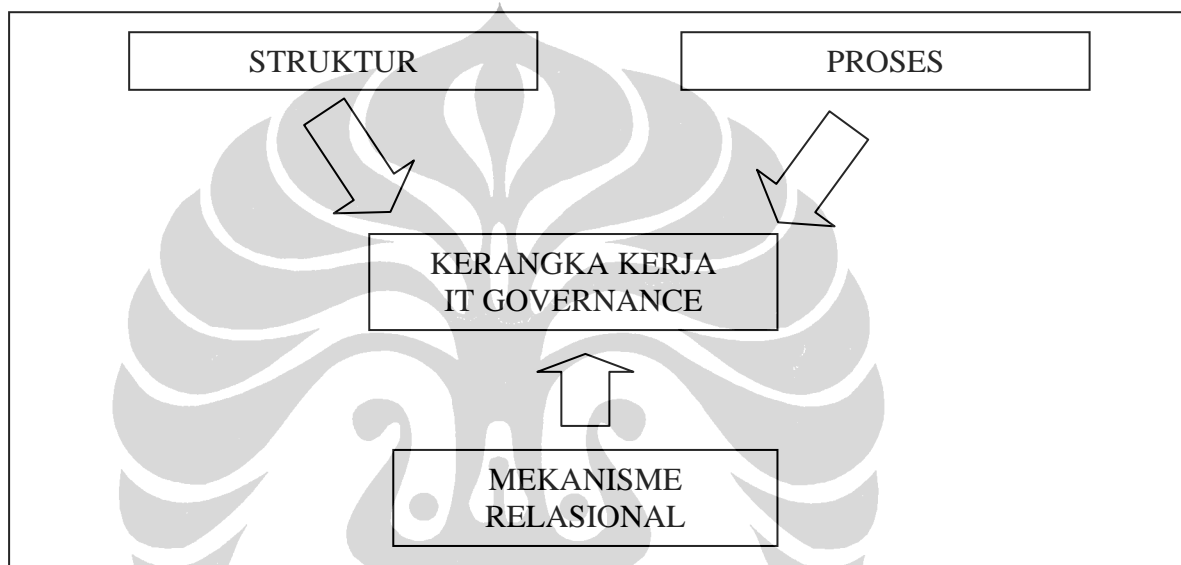 STRUKTUR
PROSES
KERANGKA KERJA
IT GOVERNANCE
MEKANISME
RELASIONAL